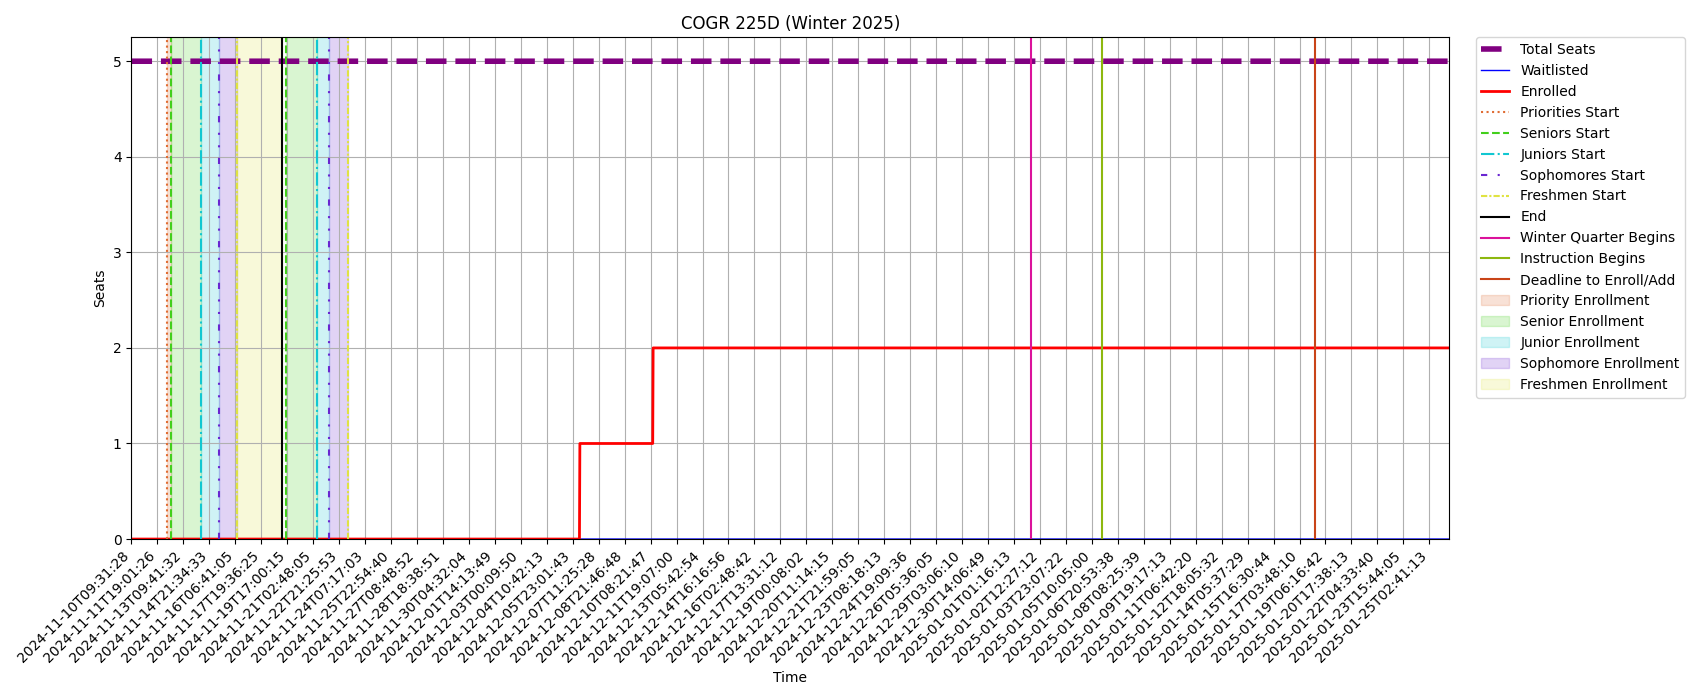 COGR 225D (Winter 2025)
Seats
5
4
3
2
1
0
2024-11-10T09:31:28
2024-11-11T19:01:26
2024-11-13T09:41:32
2024-11-14T21:34:33
2024-11-16T06:41:05
2024-11-17T19:36:25
2024-11-19T17:00:15
2024-11-21T02:48:05
2024-11-22T21:25:53
2024-11-24T07:17:03
2024-11-25T22:54:40
2024-11-27T08:48:52
2024-11-28T18:38:51
2024-11-30T04:32:04
2024-12-01T14:13:49
2024-12-03T00:09:50
2024-12-04T10:42:13
2024-12-05T23:01:43
2024-12-07T11:25:28
2024-12-08T21:46:48
2024-12-10T08:21:47
2024-12-11T19:07:00
2024-12-13T05:42:54
2024-12-14T16:16:56
2024-12-16T02:48:42
2024-12-17T13:31:12
2024-12-19T00:08:02
2024-12-20T11:14:15
2024-12-21T21:59:05
2024-12-23T08:18:13
2024-12-24T19:09:36
2024-12-26T05:36:05
2024-12-29T03:06:10
2024-12-30T14:06:49
2025-01-01T01:16:13
2025-01-02T12:27:12
2025-01-03T23:07:22
2025-01-05T10:05:00
2025-01-06T20:53:38
2025-01-08T08:25:39
2025-01-09T19:17:13
2025-01-11T06:42:20
2025-01-12T18:05:32
2025-01-14T05:37:29
2025-01-15T16:30:44
2025-01-17T03:48:10
2025-01-19T06:16:42
2025-01-20T17:38:13
2025-01-22T04:33:40
2025-01-23T15:44:05
2025-01-25T02:41:13
Time
Total Seats
Waitlisted
Enrolled
Priorities Start
Seniors Start
Juniors Start
Sophomores Start
Freshmen Start
End
Winter Quarter Begins
Instruction Begins
Deadline to Enroll/Add
Priority Enrollment
Senior Enrollment
Junior Enrollment
Sophomore Enrollment
Freshmen Enrollment